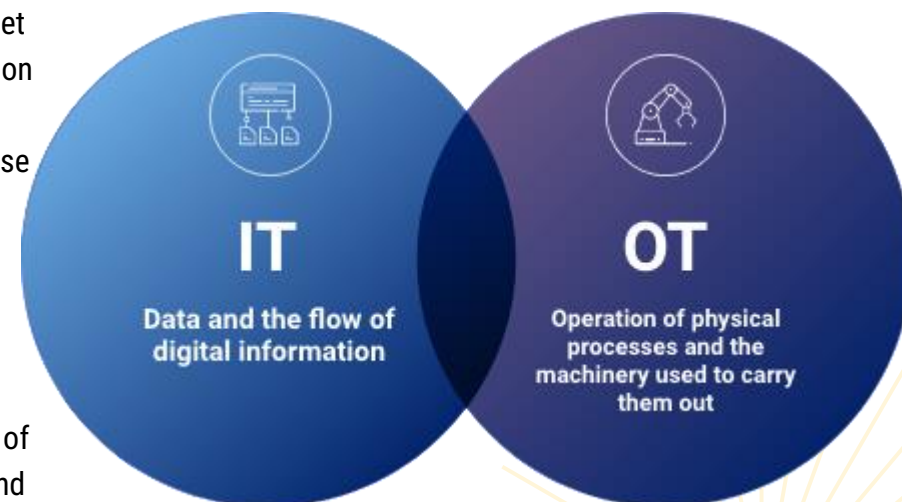 et
on
se
of
nd
IT
Data and the flow of
digital information
OT
Operation of physical
processes and the
machinery used to carry
them out